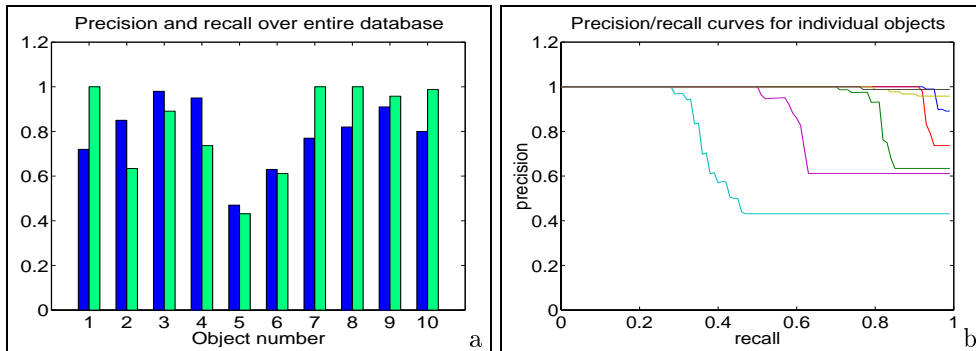 Precision and recall over entire database
1.2
1
0.8
0.6
0.4
0.2
0
1 2 3 4 5 6 7 8 9 10
Object number
a
Precision/recall curves for individual objects
1.2
1
0.8
0.6
0.4
0.2
0
precision
0 0.2 0.4 0.6 0.8 1
recall
b